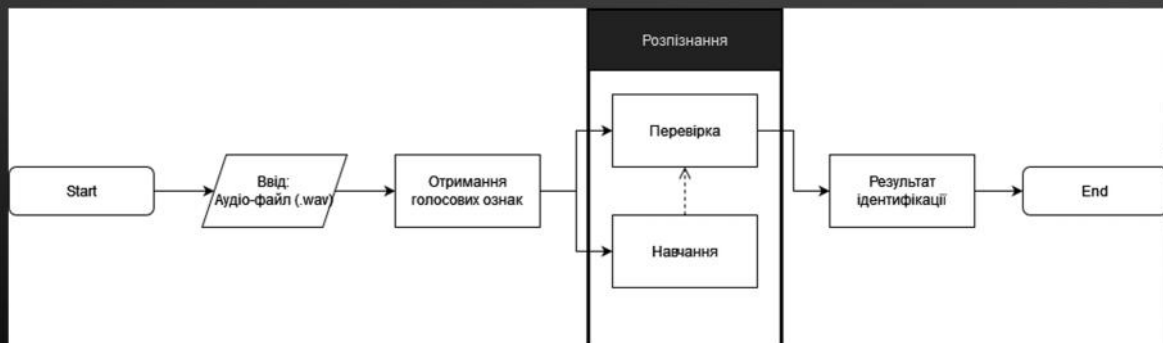 Розпізнання
Start
Ввід:
Аудіо-файл (.wav)
Отримання
голосових ознак
Перевірка
Навчання
Результат
ідентифікації
End